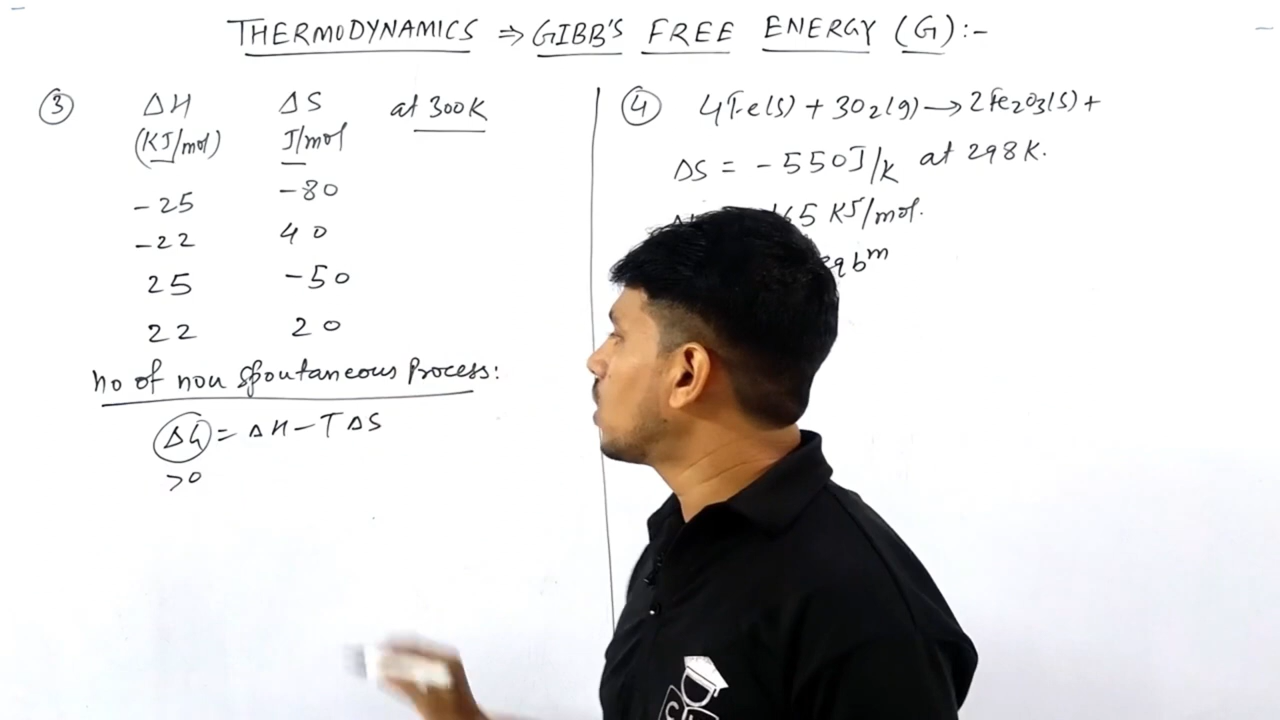 THERMODYNAMICS ⇒ GIBB'S FREE ENERGY (G):-
③ ΔH ΔS at 300K
(KJ/mol) J/mol
-25 -80
-22 40
25 -50
22 20
no of non spontaneous Process:
ΔG = ΔH - TΔS
>0
④ 4Fe(s) + 3O2(g) → 2Fe2O3(s) +
ΔS = -550J/K at 298K.
65 KJ/mol.
eqbm